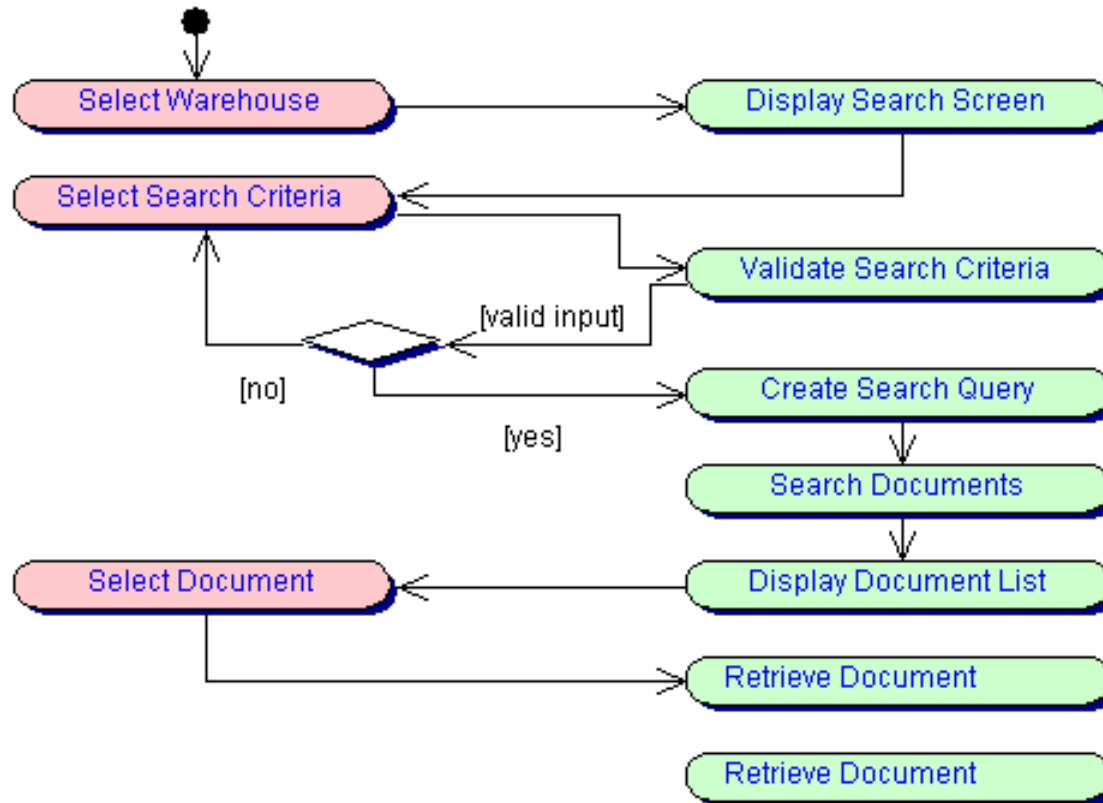 Select Warehouse
Display Search Screen
Select Search Criteria
Validate Search Criteria
[valid input]
[no]
Create Search Query
[yes]
Search Documents
Select Document
Display Document List
Retrieve Document
Retrieve Document